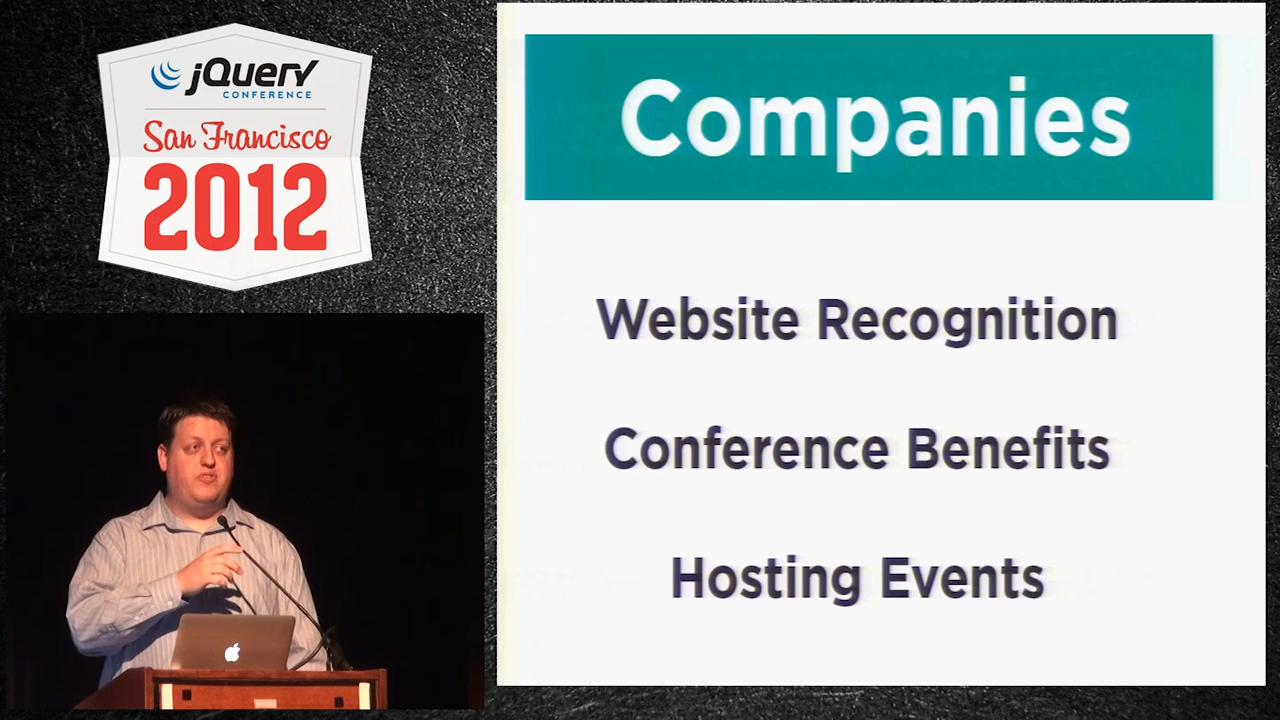 jQuery
CONFERENCE
San Francisco
2012
Companies
Website Recognition
Conference Benefits
Hosting Events